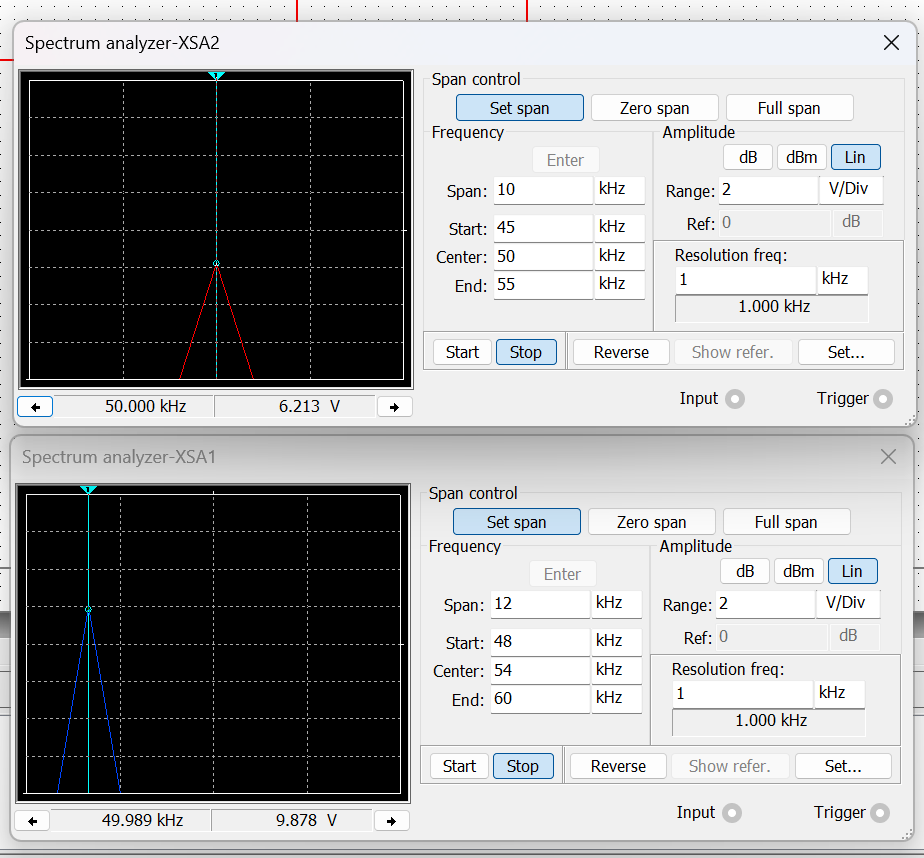 Spectrum analyzer-XSA2
1
Span control
Set span Zero span Full span
Frequency Amplitude
Enter dB dBm Lin
Span: 10 kHz Range: 2 V/Div
Start: 45 kHz Ref: 0 dB
Center: 50 kHz Resolution freq:
End: 55 kHz 1 kHz
1.000 kHz
Start Stop Reverse Show refer. Set...
50.000 kHz 6.213 V Input Trigger
Spectrum analyzer-XSA1
1
Span control
Set span Zero span Full span
Frequency Amplitude
Enter dB dBm Lin
Span: 12 kHz Range: 2 V/Div
Start: 48 kHz Ref: 0 dB
Center: 54 kHz Resolution freq:
End: 60 kHz 1 kHz
1.000 kHz
Start Stop Reverse Show refer. Set...
49.989 kHz 9.878 V Input Trigger